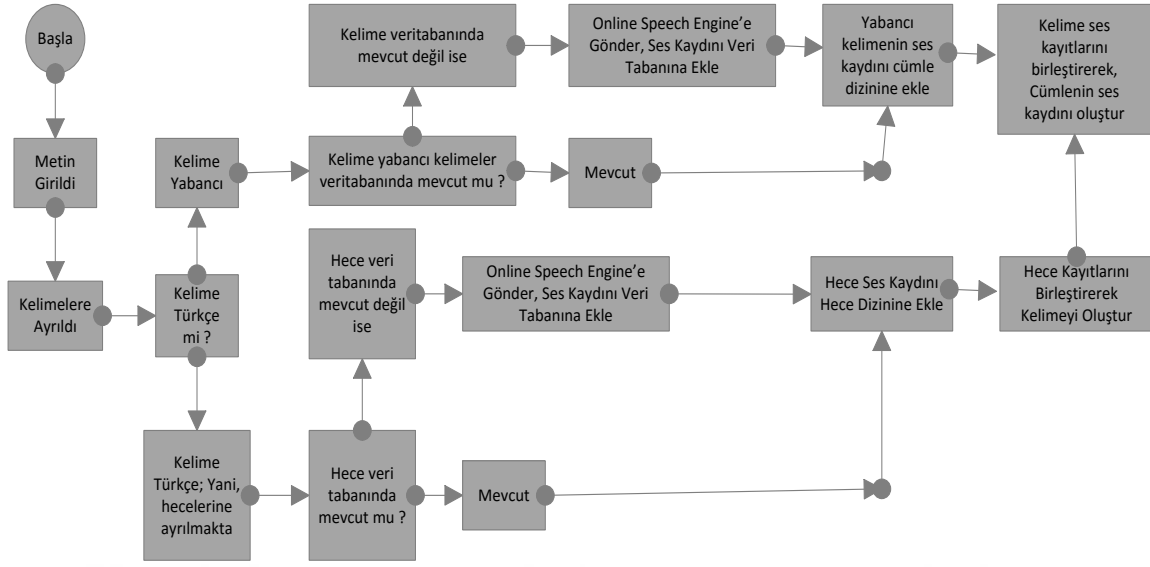 Başla
Metin
Girildi
Kelimelere
Ayrıldı
Kelime
Türkçe
mi ?
Kelime
Yabancı
Kelime yabancı kelimeler
veritabanında mevcut mu ?
Kelime veritabanında
mevcut değil ise
Online Speech Engine’e
Gönder, Ses Kaydını Veri
Tabanına Ekle
Mevcut
Yabancı
kelimenin ses
kaydını cümle
dizinine ekle
Kelime ses
kayıtlarını
birleştirerek,
Cümlenin ses
kaydını oluştur
Kelime
Türkçe; Yani,
hecelerine
ayrılmakta
Hece veri
tabanında
mevcut mu ?
Hece veri
tabanında
mevcut değil
ise
Online Speech Engine’e
Gönder, Ses Kaydını Veri
Tabanına Ekle
Mevcut
Hece Ses Kaydını
Hece Dizinine Ekle
Hece Kayıtlarını
Birleştirerek
Kelimeyi Oluştur